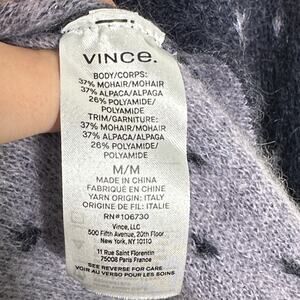 VINCE.
BODY/CORPS:
37% MOHAIR/MOHAIR
37% ALPACA/ALPAGA
26% POLYAMIDE/
POLYAMIDE
TRIM/GARNITURE:
37% MOHAIR/MOHAIR
37% ALPACA/ALPAGA
26% POLYAMIDE/
POLYAMIDE
M/M
MADE IN CHINA
FABRIQUÉ EN CHINE
YARN ORIGIN: ITALY
ORIGINE DE FIL: ITALIE
RN#106730
Vince, LLC
500 Fifth Avenue, 20th Floor
New York, NY 10110
11 Rue Saint Florentin
75008 Paris France
SEE REVERSE FOR CARE
VOIR AU VERSO POUR LES SOINS